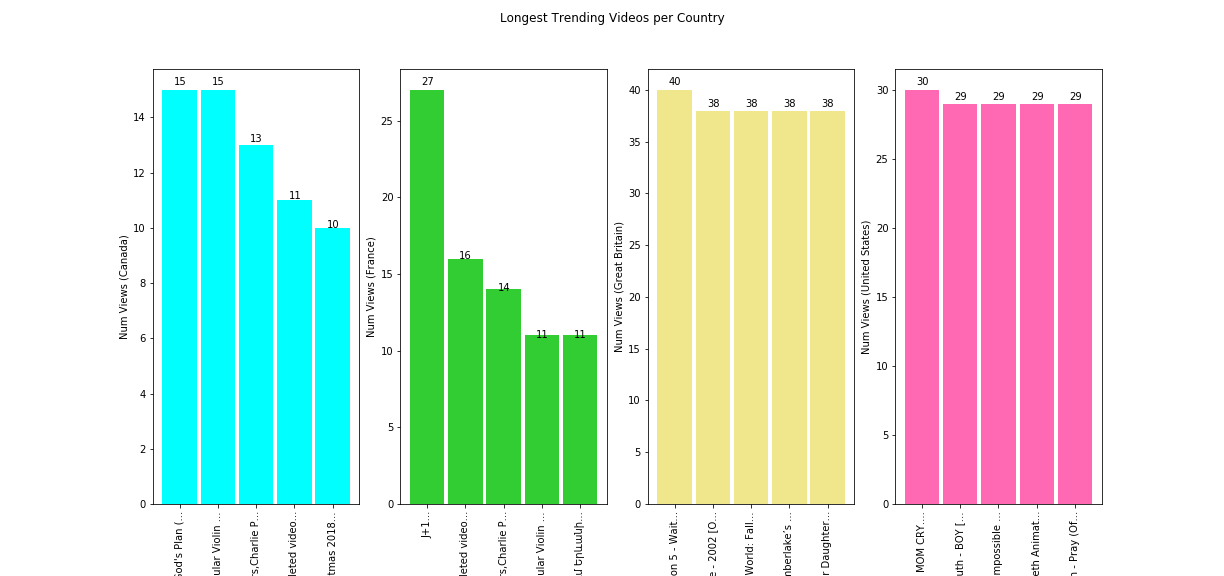 Longest Trending Videos per Country
Num Views (Canada)
14
12
10
8
6
4
2
0
15
15
13
11
10
God's Plan (...
ular Violin ...
rs,Charlie P...
leted video...
tmas 2018...
Num Views (France)
25
20
15
10
5
0
27
16
14
11
11
J+1...
leted video...
rs,Charlie P...
ular Violin ...
մ Երևանի...
Num Views (Great Britain)
40
35
30
25
20
15
10
5
0
40
38
38
38
38
on 5 - Wait...
e - 2002 [O...
World: Fall...
mberlake's ...
r Daughter...
Num Views (United States)
30
25
20
15
10
5
0
30
29
29
29
29
MOM CRY....
uth - BOY [...
mpossible ...
eth Animat...
n - Pray (Of...